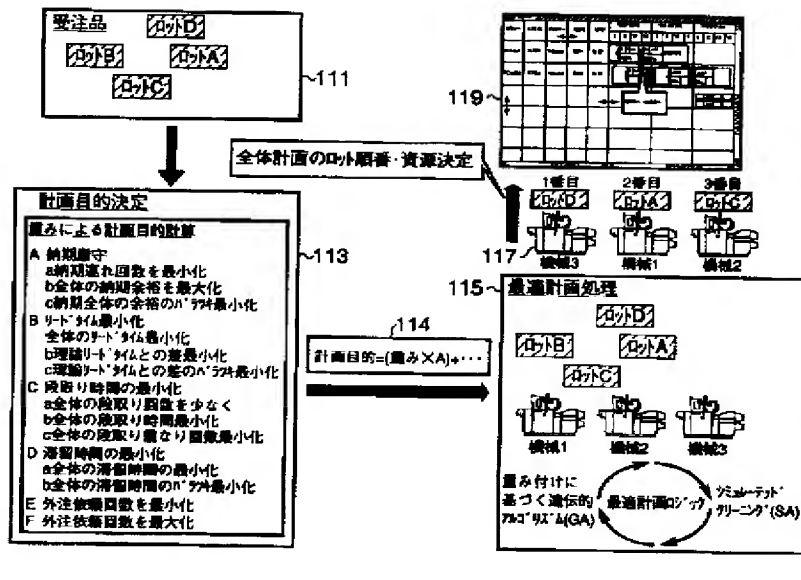 受注品
ロットD
ロットB
ロットA
ロットC
111
119
全体計画のロット順番・資源決定
1番目
2番目
3番目
ロットD
ロットA
ロットC
117
機械3
機械1
機械2
計画目的決定
重みによる計画目的計算
A 納期厳守
a納期遅れ回数を最小化
b全体の納期余裕を最大化
c納期全体の余裕のバラツキ最小化
B リードタイム最小化
全体のリードタイム最小化
b理論リードタイムとの差最小化
c理論リードタイムとの差のバラツキ最小化
C 段取り時間の最小化
a全体の段取り回数を少なく
b全体の段取り時間最小化
c全体の段取り重なり回数最小化
D 滞留時間の最小化
a全体の滞留時間の最小化
b全体の滞留時間のバラツキ最小化
E 外注依頼回数を最小化
F 外注依頼回数を最大化
113
114
計画目的=(重み×A)+···
115
最適計画処理
ロットD
ロットB
ロットA
ロットC
機械1
機械2
機械3
重み付けに
基づく遺伝的
アルゴリズム(GA)
最適計画ロジック
シミュレーテッド
クリーニング(SA)